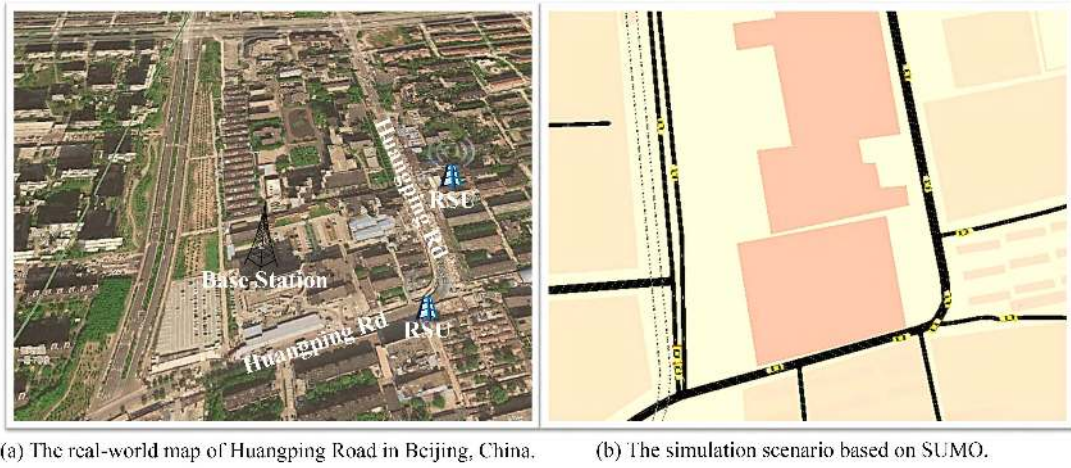 Huangping Rd
RSU
Base Station
RSU
Huangping Rd
(a) The real-world map of Huangping Road in Beijing, China.
(b) The simulation scenario based on SUMO.